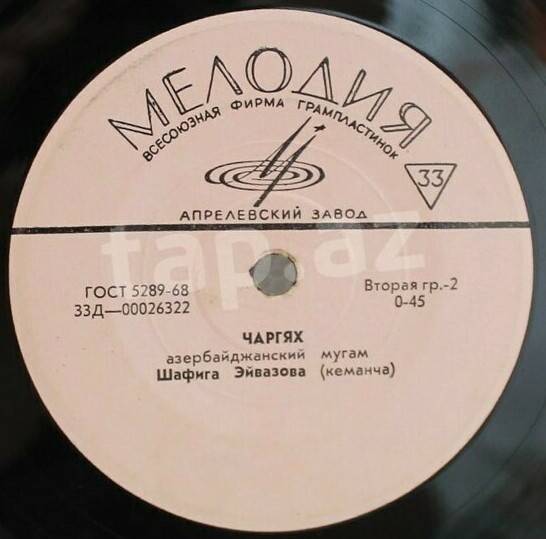 МЕЛОДИЯ
ВСЕСОЮЗНАЯ ФИРМА ГРАМПЛАСТИНОК
33
АПРЕЛЕВСКИЙ ЗАВОД
tap.az
ГОСТ 5289-68
33Д—00026322
Вторая гр.-2
0-45
ЧАРГЯХ
азербайджанский мугам
Шафига Эйвазова (кеманча)